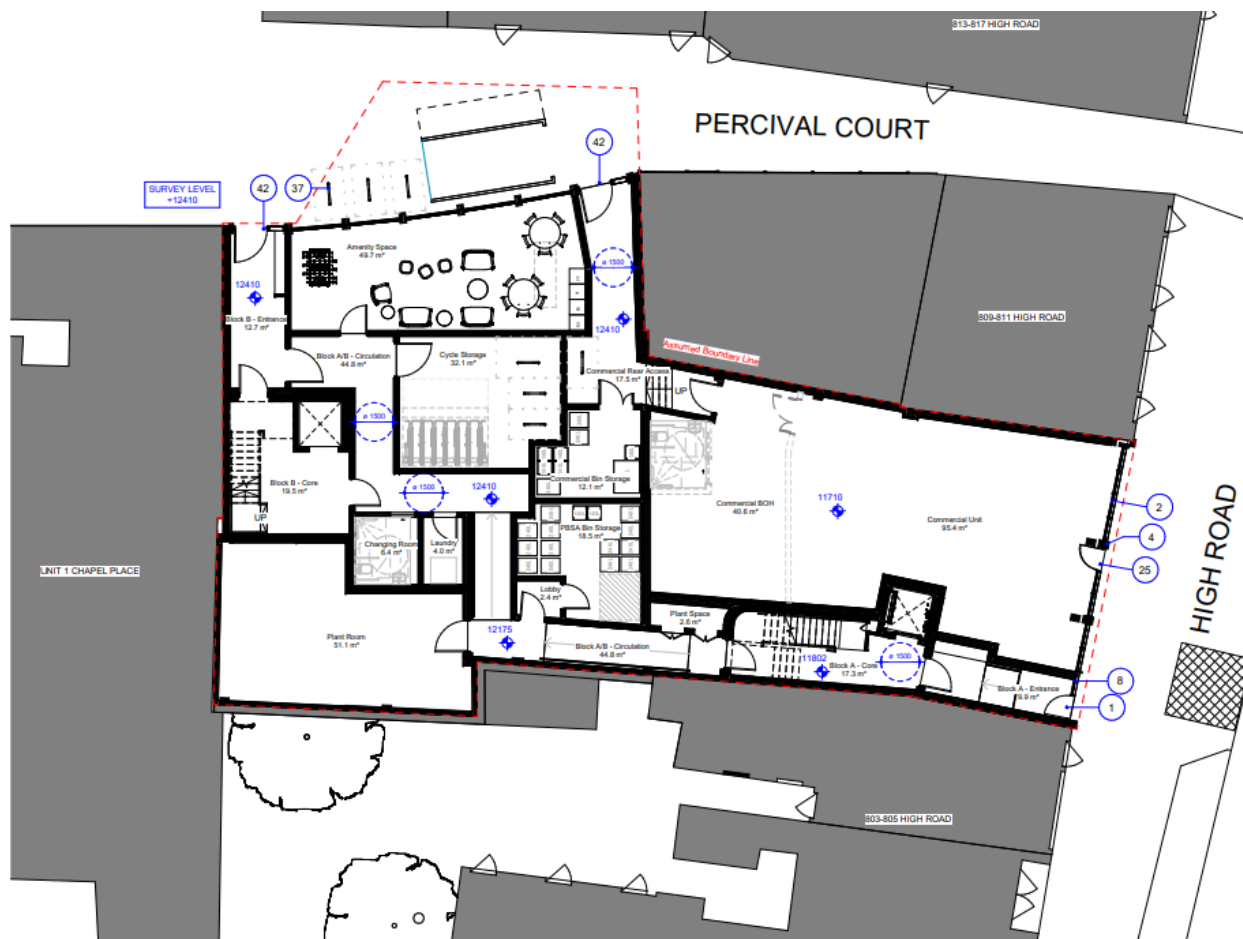 813-817 HIGH ROAD
PERCIVAL COURT
42
SURVEY LEVEL
+12410
42
37
Amenity Space
49.7 m²
ø 1500
12410
Block B - Entrance
12.7 m²
12410
809-811 HIGH ROAD
Assumed Boundary Line
Block A/B - Circulation
44.8 m²
Cycle Storage
32.1 m²
Commercial Rear Access
17.5 m²
UP
ø 1500
Block B - Core
19.5 m²
UP
ø 1500
12410
Commercial Bin Storage
12.1 m²
Commercial BOH
40.6 m²
11710
Commercial Unit
95.4 m²
2
4
25
HIGH ROAD
PBSA Bin Storage
18.5 m²
Changing Room
6.4 m²
Laundry
4.0 m²
UNIT 1 CHAPEL PLACE
Lobby
2.4 m²
Plant Space
2.6 m²
Plant Room
51.1 m²
12175
Block A/B - Circulation
44.8 m²
11802
Block A - Core
17.3 m²
ø 1500
Block A - Entrance
9.9 m²
8
1
803-805 HIGH ROAD